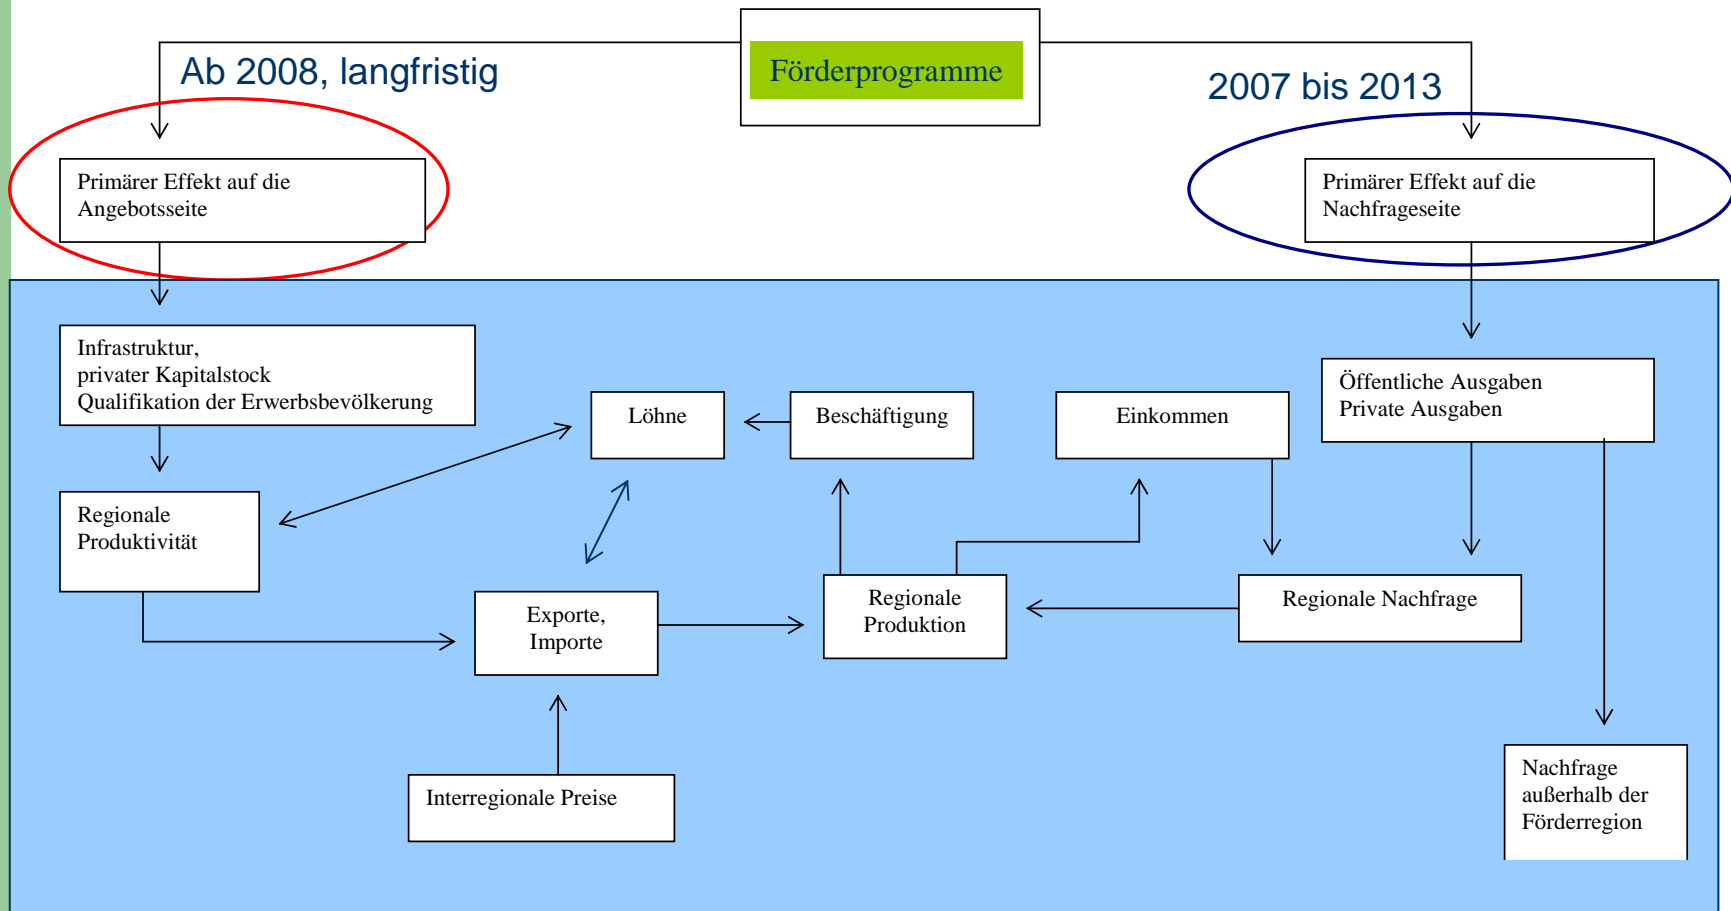 Förderprogramme
Ab 2008, langfristig
2007 bis 2013
Primärer Effekt auf die
Angebotsseite
Primärer Effekt auf die
Nachfrageseite
Infrastruktur,
privater Kapitalstock
Qualifikation der Erwerbsbevölkerung
Öffentliche Ausgaben
Private Ausgaben
Löhne
Beschäftigung
Einkommen
Regionale
Produktivität
Exporte,
Importe
Regionale
Produktion
Regionale Nachfrage
Interregionale Preise
Nachfrage
außerhalb der
Förderregion